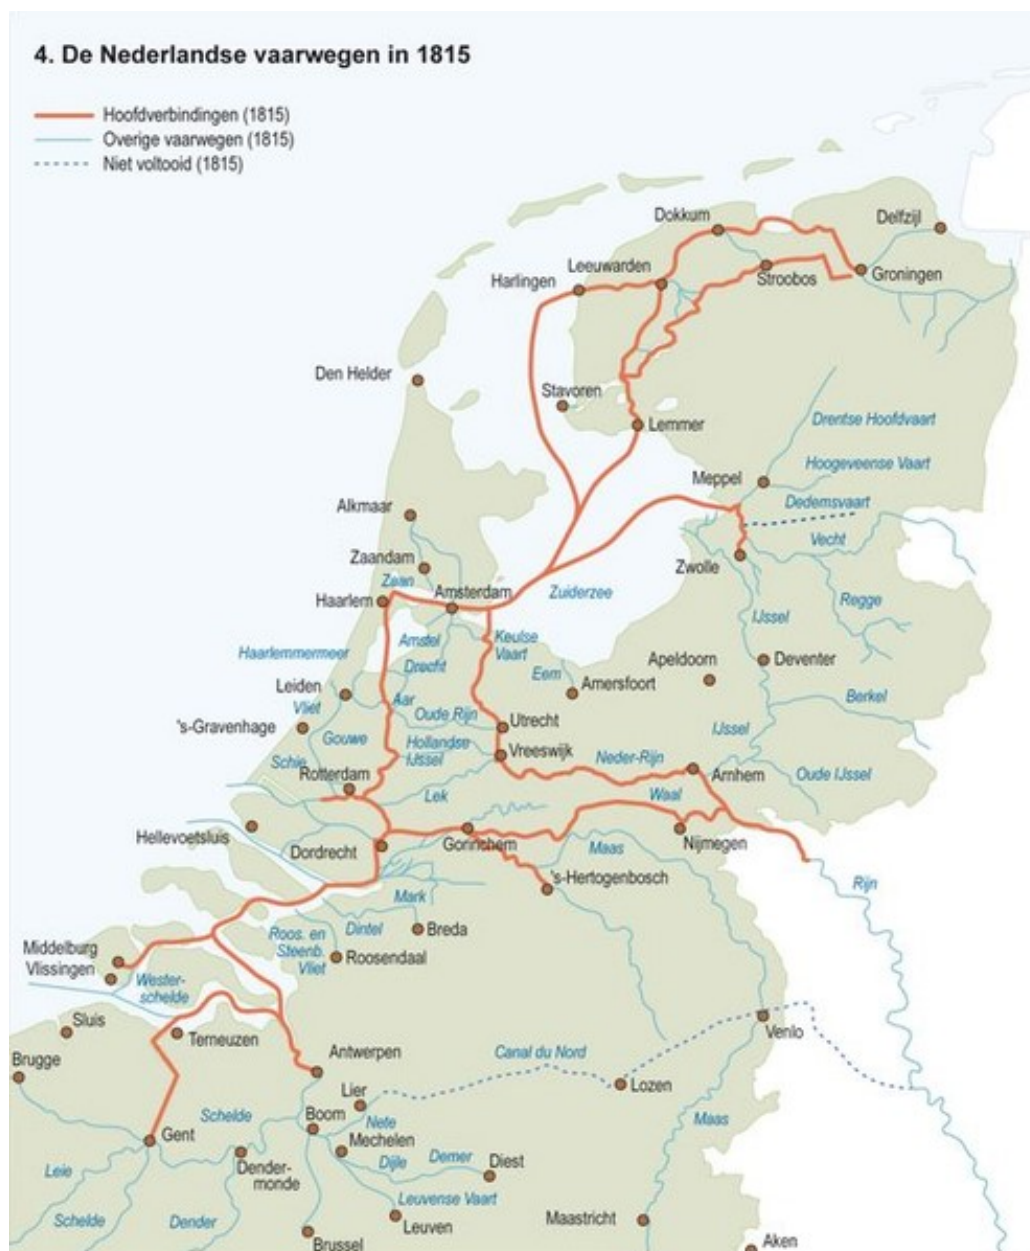 4. De Nederlandse vaarwegen in 1815
Hoofdverbindingen (1815)
Overige vaarwegen (1815)
Niet voltooid (1815)
Dokkum
Delfzijl
Leeuwarden
Harlingen
Stroobos
Groningen
Den Helder
Stavoren
Lemmer
Drentse Hoofdvaart
Meppel
Hoogeveense Vaart
Alkmaar
Dedemsvaart
Vecht
Zaandam
Zwolle
Zaan
Amsterdam
Zuiderzee
Haarlem
Regge
IJssel
Amstel
Keulse
Vaart
Haarlemmermeer
Drecht
Apeldoorn
Deventer
Eem
Amersfoort
Leiden
Aar
Berkel
Vliet
Oude Rijn
Utrecht
's-Gravenhage
IJssel
Gouwe
Hollandse
IJssel
Vreeswijk
Neder-Rijn
Schie
Rotterdam
Arnhem
Oude IJssel
Lek
Waal
Hellevoetsluis
Dordrecht
Gorinchem
Maas
Nijmegen
's-Hertogenbosch
Rijn
Mark
Dintel
Breda
Roos. en
Steenb.
Vliet
Roosendaal
Middelburg
Vlissingen
Wester-
schelde
Sluis
Terneuzen
Venlo
Brugge
Antwerpen
Canal du Nord
Lozen
Lier
Schelde
Boom
Nete
Maas
Gent
Mechelen
Leie
Dender-
monde
Dijle
Demer
Diest
Leuvense Vaart
Schelde
Dender
Leuven
Maastricht
Brussel
Aken